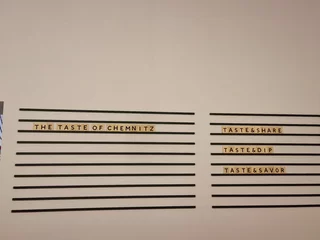 THE TASTE OF CHEMNITZ
TASTE&SHARE
TASTE&DIP
TASTE&SAVOR